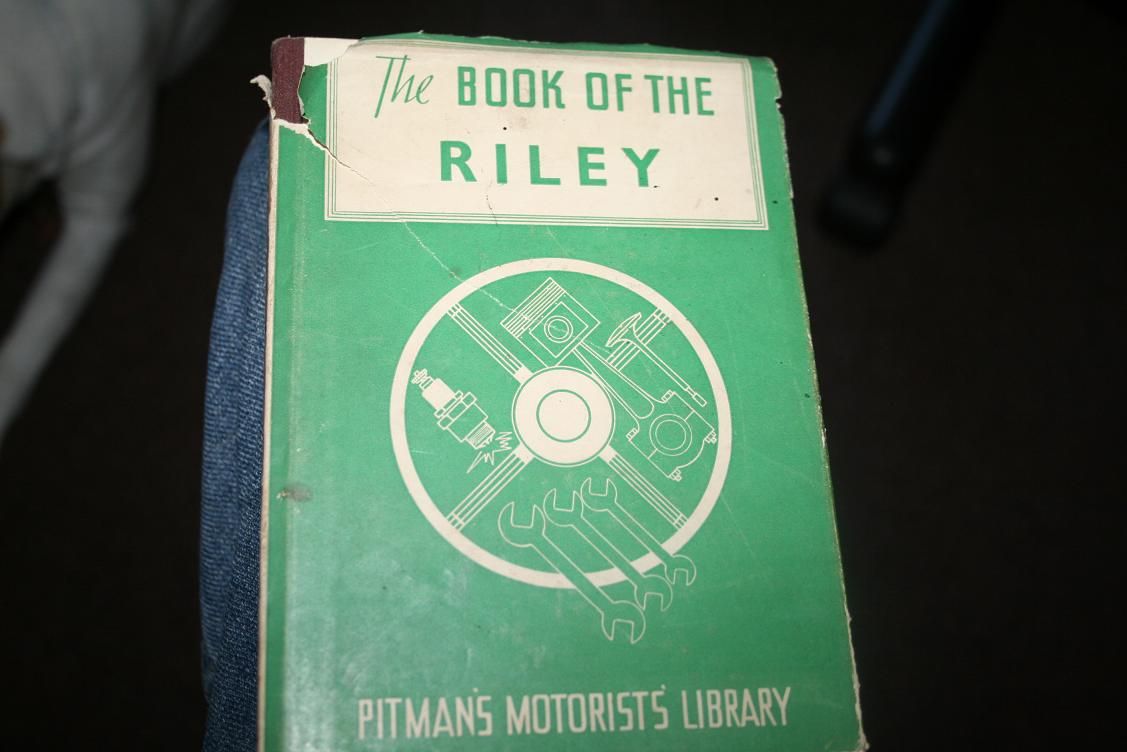 The BOOK OF THE
RILEY
PITMAN'S MOTORISTS' LIBRARY